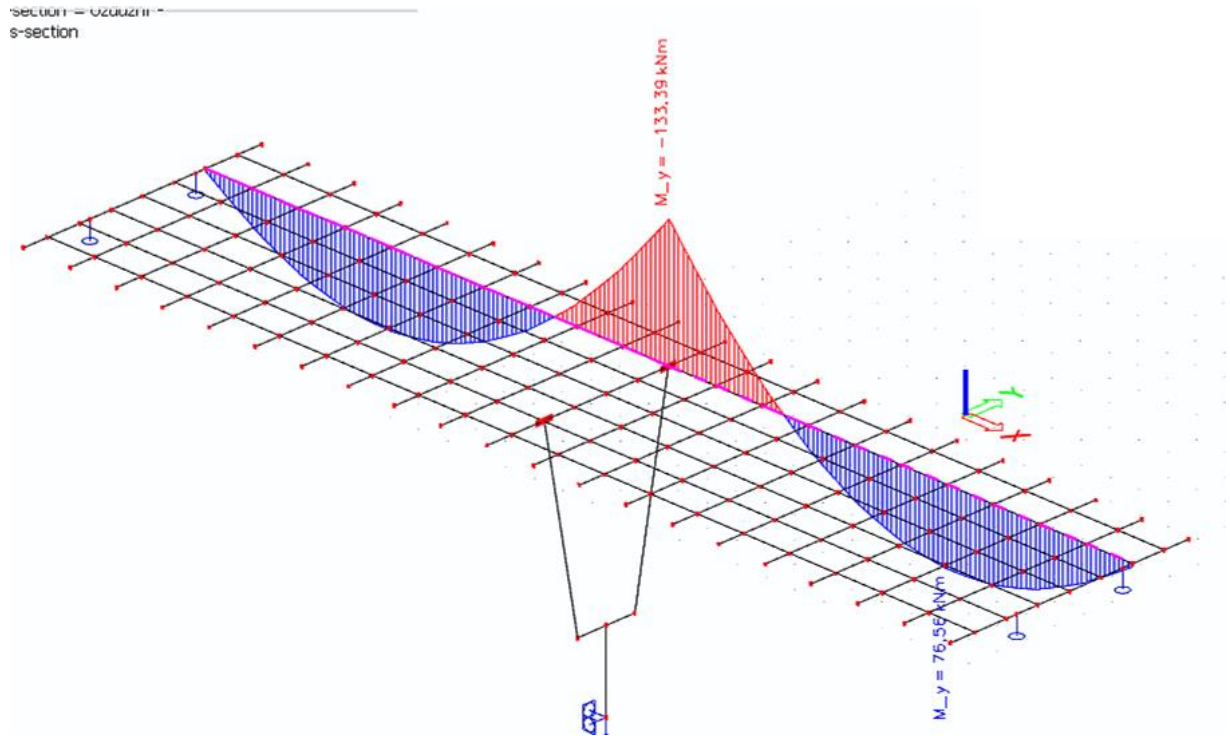 s-section
M_y = -133.39 kNm
Y
X
M_y = 76.56 kNm